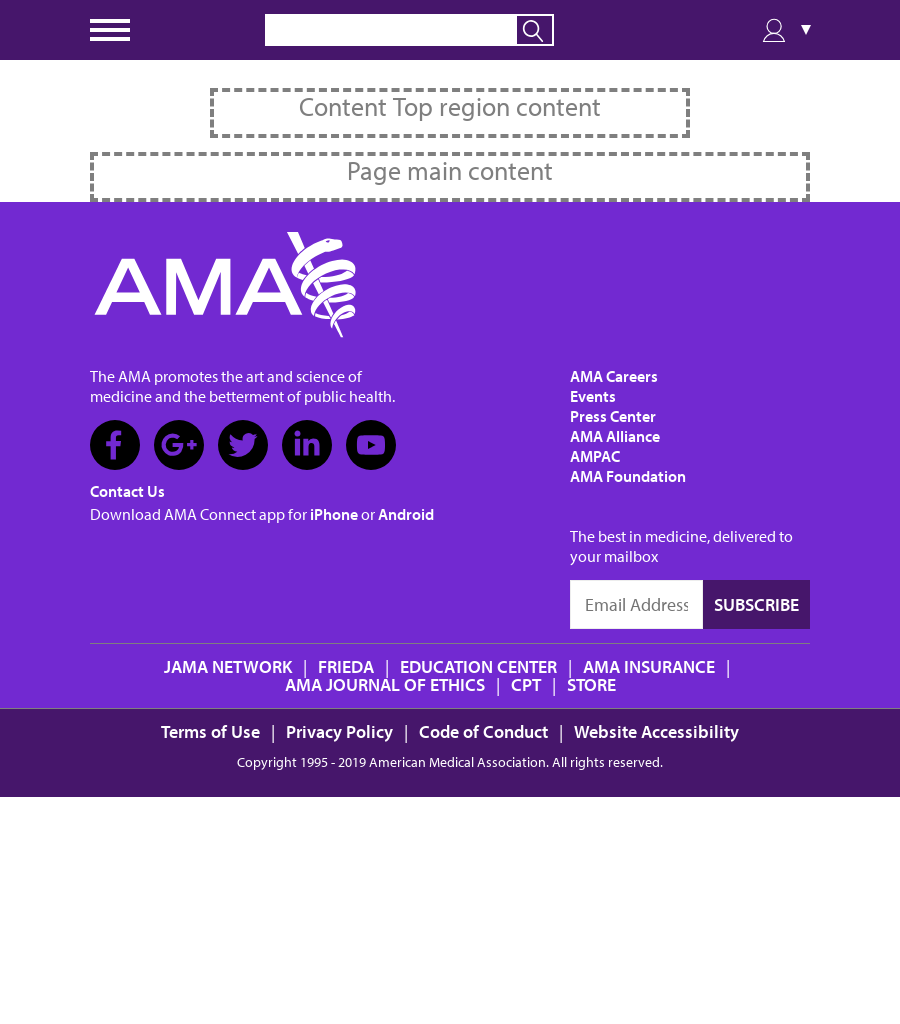 Content Top region content
Page main content
AMA
The AMA promotes the art and science of
medicine and the betterment of public health.
Contact Us
Download AMA Connect app for iPhone or Android
AMA Careers
Events
Press Center
AMA Alliance
AMPAC
AMA Foundation
The best in medicine, delivered to
your mailbox
Email Address SUBSCRIBE
JAMA NETWORK | FRIEDA | EDUCATION CENTER | AMA INSURANCE |
AMA JOURNAL OF ETHICS | CPT | STORE
Terms of Use | Privacy Policy | Code of Conduct | Website Accessibility
Copyright 1995 - 2019 American Medical Association. All rights reserved.